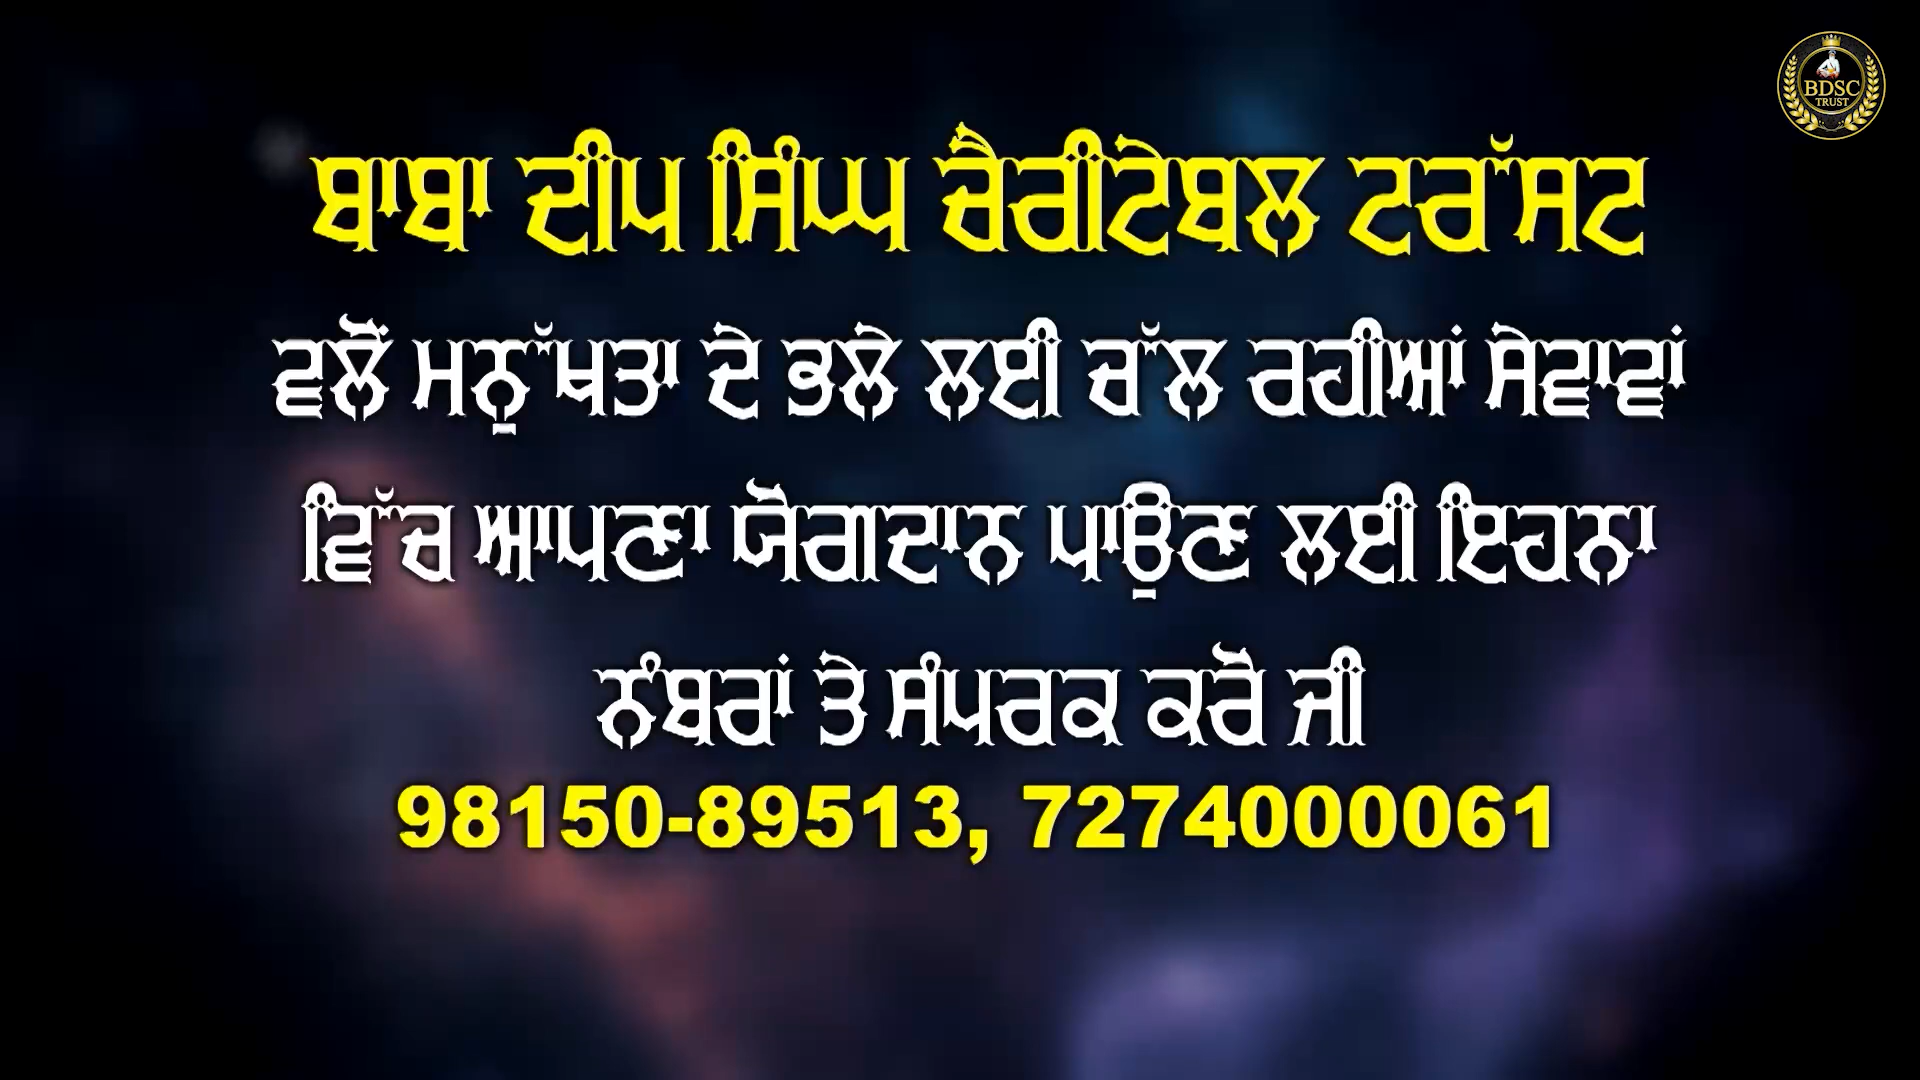 BDSC
TRUST
ਬਾਬਾ ਦੀਪ ਸਿੰਘ ਚੈਰੀਟੇਬਲ ਟਰੱਸਟ
ਵਲੋਂ ਮਨੁੱਖਤਾ ਦੇ ਭਲੇ ਲਈ ਚੱਲ ਰਹੀਆਂ ਸੇਵਾਵਾਂ
ਵਿੱਚ ਆਪਣਾ ਯੋਗਦਾਨ ਪਾਉਣ ਲਈ ਇਹਨਾ
ਨੰਬਰਾਂ ਤੇ ਸੰਪਰਕ ਕਰੋ ਜੀ
98150-89513, 7274000061